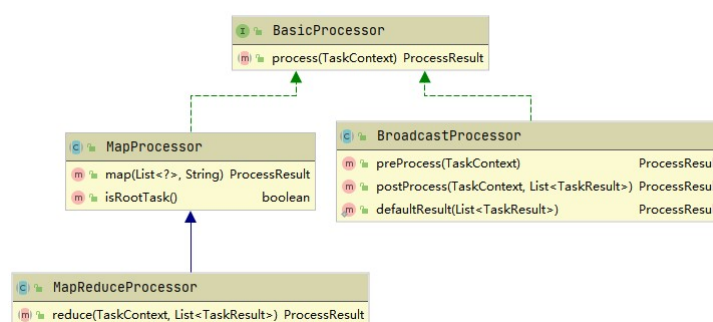 BasicProcessor
process(TaskContext) ProcessResult
MapProcessor
map(List<?>, String) ProcessResult
isRootTask() boolean
BroadcastProcessor
preProcess(TaskContext) ProcessResu
postProcess(TaskContext, List<TaskResult>) ProcessResu
defaultResult(List<TaskResult>) ProcessResu
MapReduceProcessor
reduce(TaskContext, List<TaskResult>) ProcessResult